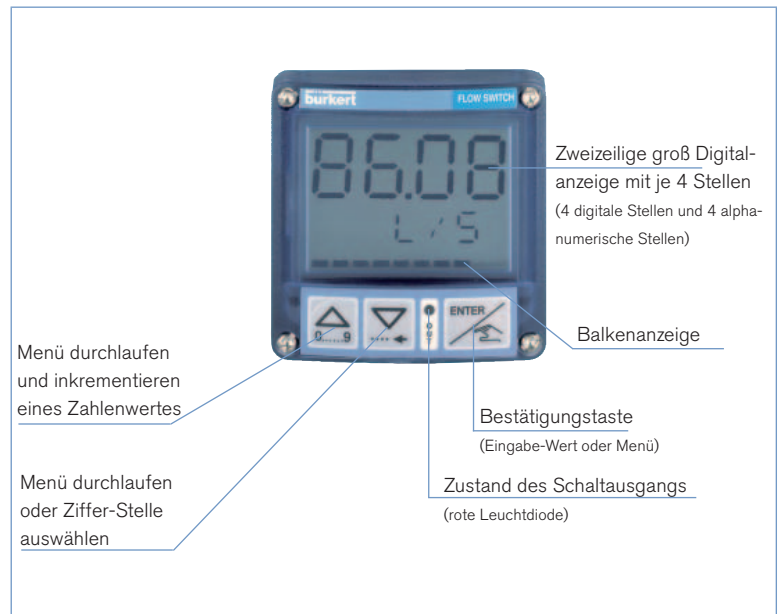 burkert
FLOW SWITCH
86.08
L/S
0......9
ENTER
OUT
Zweizeilige groß Digital-
anzeige mit je 4 Stellen
(4 digitale Stellen und 4 alpha-
numerische Stellen)
Balkenanzeige
Menü durchlaufen
und inkrementieren
eines Zahlenwertes
Bestätigungstaste
(Eingabe-Wert oder Menü)
Menü durchlaufen
oder Ziffer-Stelle
auswählen
Zustand des Schaltausgangs
(rote Leuchtdiode)